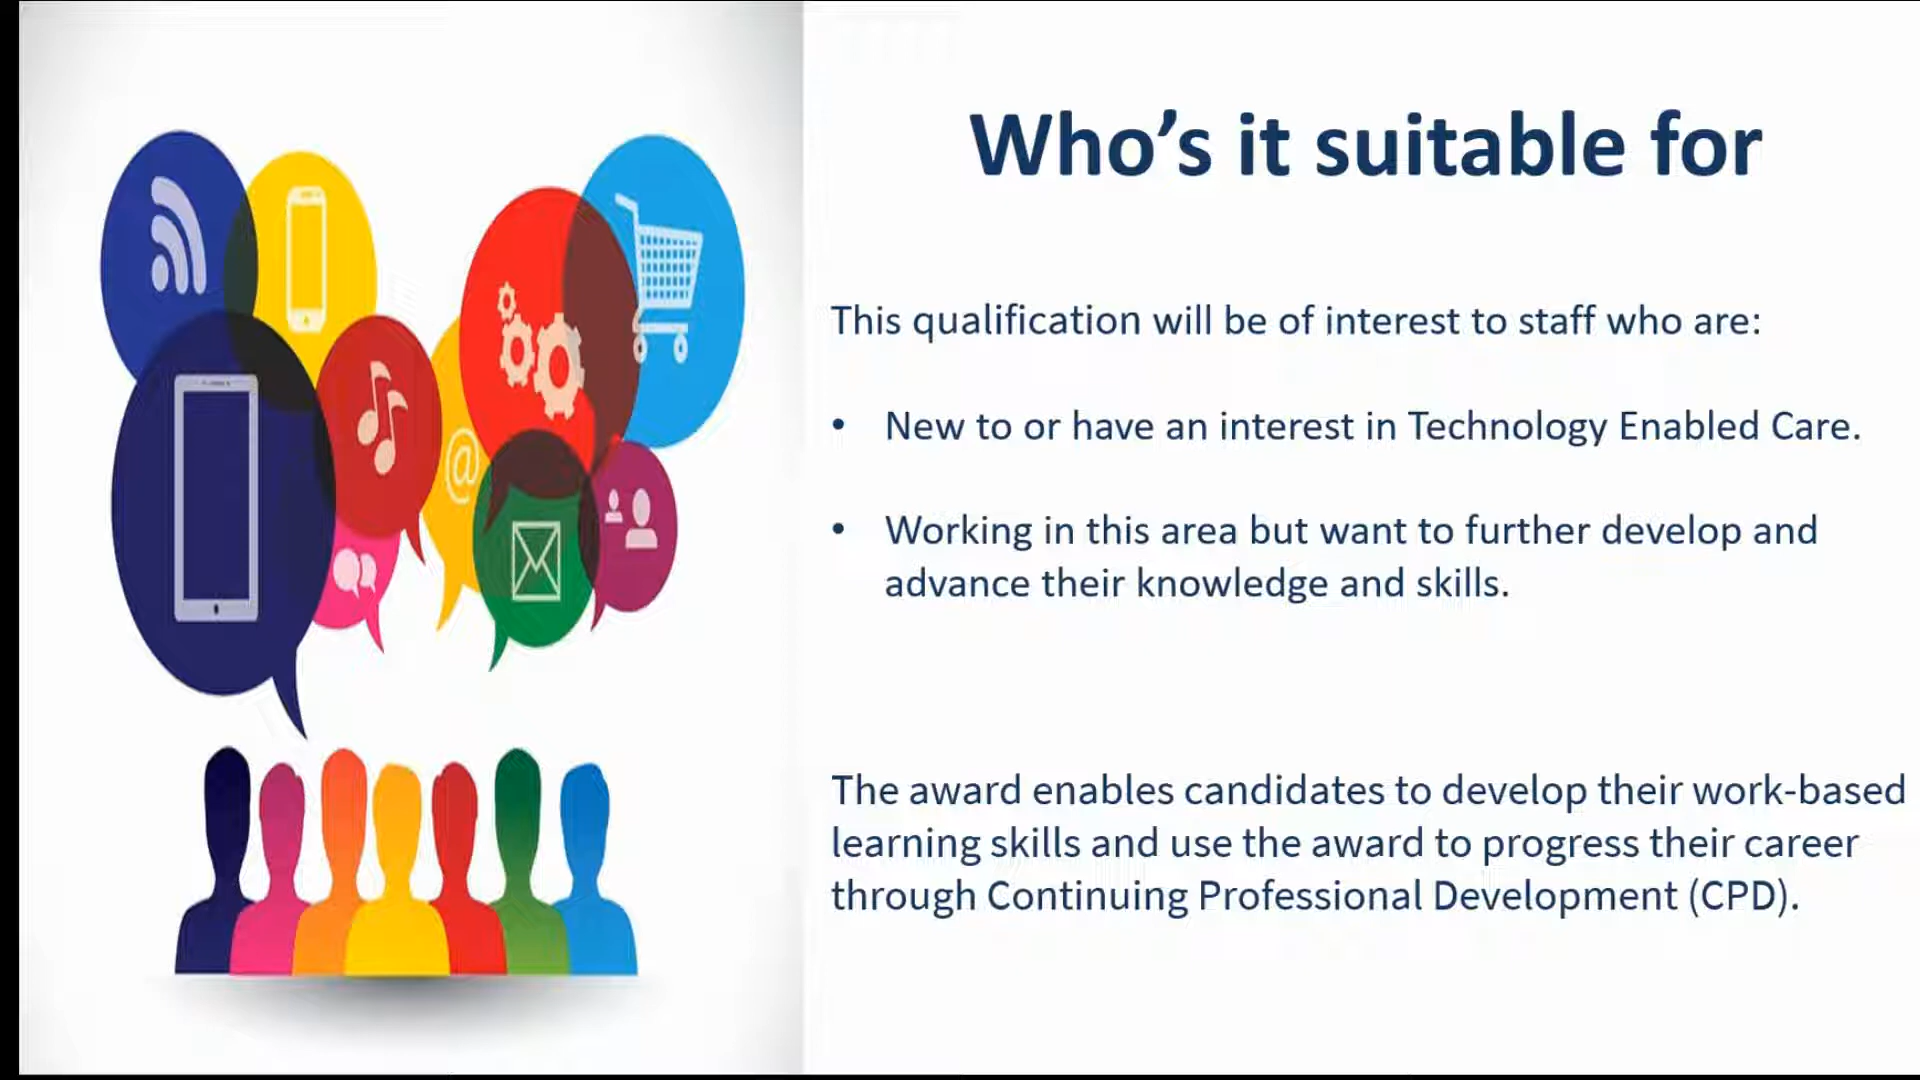 Who’s it suitable for
This qualification will be of interest to staff who are:
• New to or have an interest in Technology Enabled Care.
• Working in this area but want to further develop and
advance their knowledge and skills.
The award enables candidates to develop their work-based
learning skills and use the award to progress their career
through Continuing Professional Development (CPD).
@